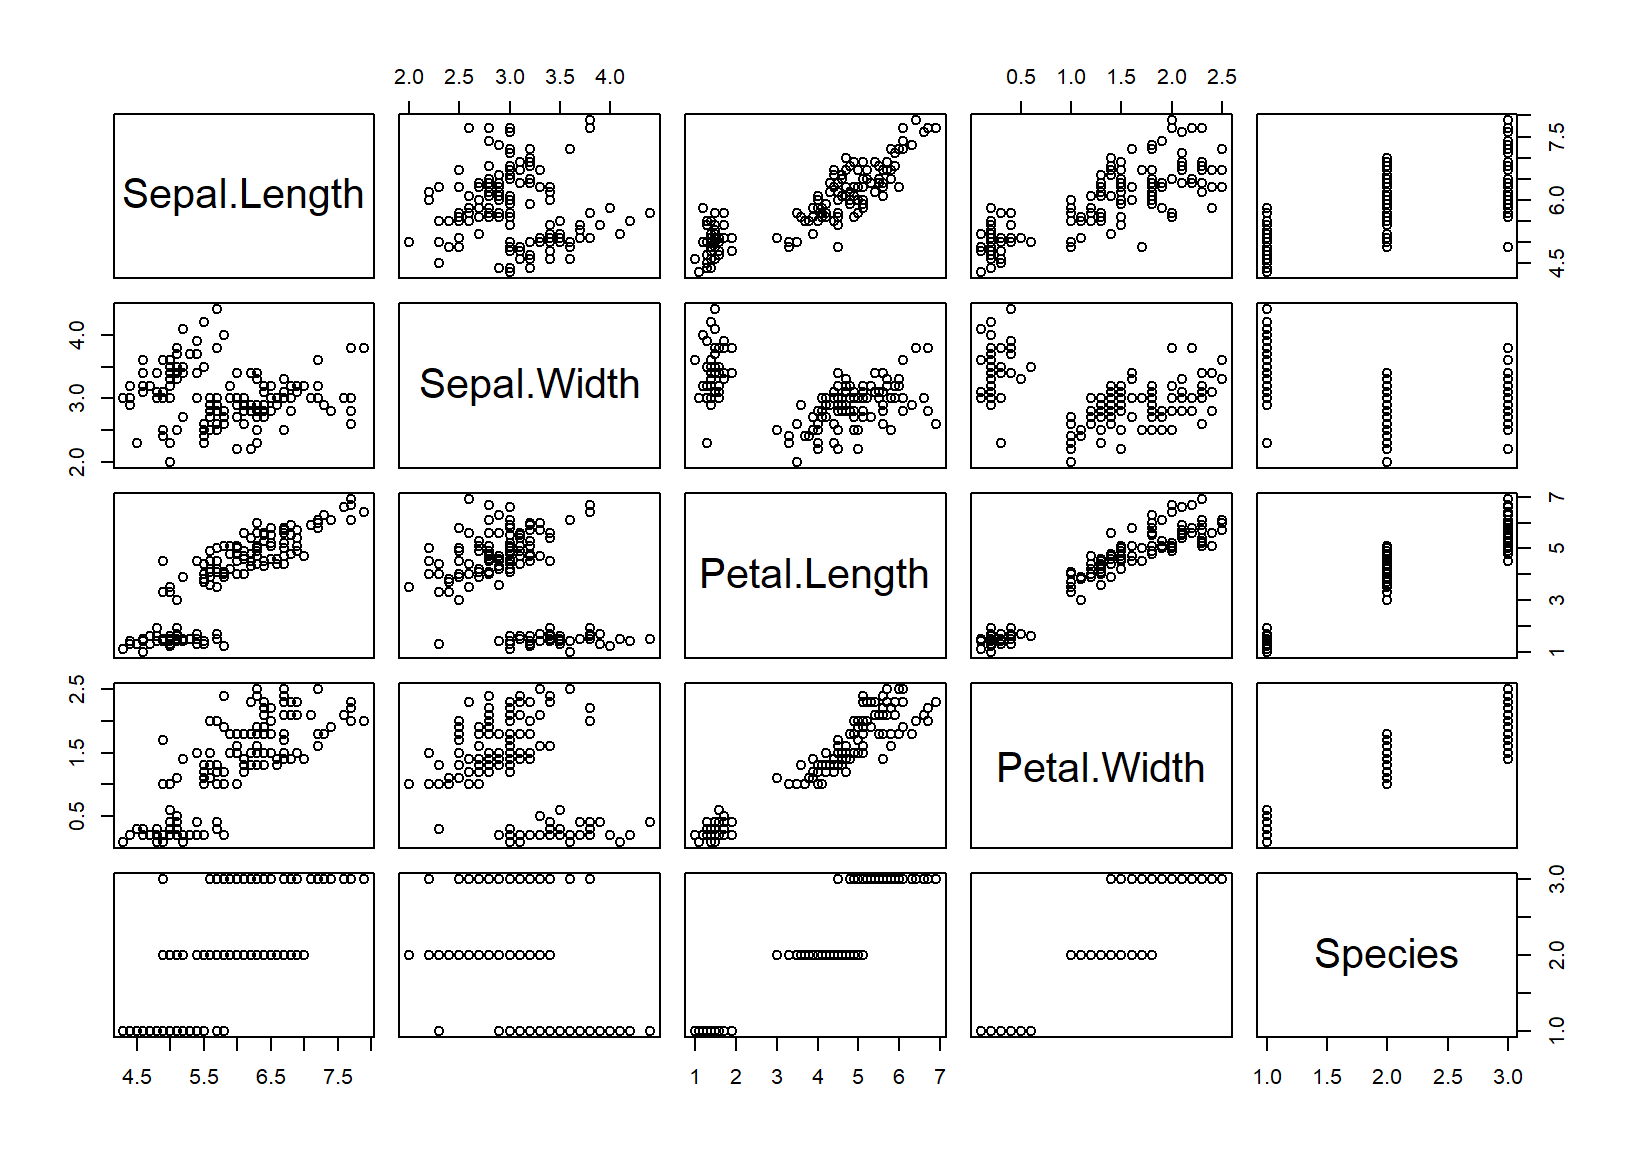 2.0 2.5 3.0 3.5 4.0
0.5 1.0 1.5 2.0 2.5
Sepal.Length
4.5 6.0 7.5
2.0 3.0 4.0
Sepal.Width
Petal.Length
1 3 5 7
0.5 1.5 2.5
Petal.Width
Species
1.0 2.0 3.0
4.5 5.5 6.5 7.5
1 2 3 4 5 6 7
1.0 1.5 2.0 2.5 3.0